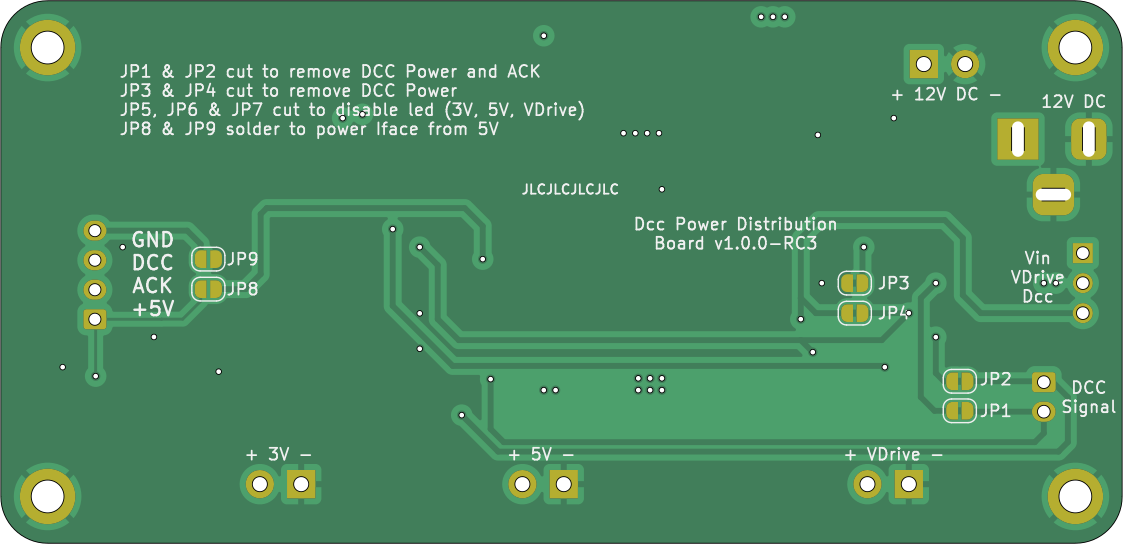 JP1 & JP2 cut to remove DCC Power and ACK
JP3 & JP4 cut to remove DCC Power
JP5, JP6 & JP7 cut to disable led (3V, 5V, VDrive)
JP8 & JP9 solder to power Iface from 5V
+ 12V DC -
12V DC
JLCJLCJLCJLC
Dcc Power Distribution
Board v1.0.0-RC3
GND
DCC
ACK
+5V
JP9
JP8
Vin
VDrive
Dcc
JP3
JP4
JP2
JP1
DCC
Signal
+ 3V -
+ 5V -
+ VDrive -